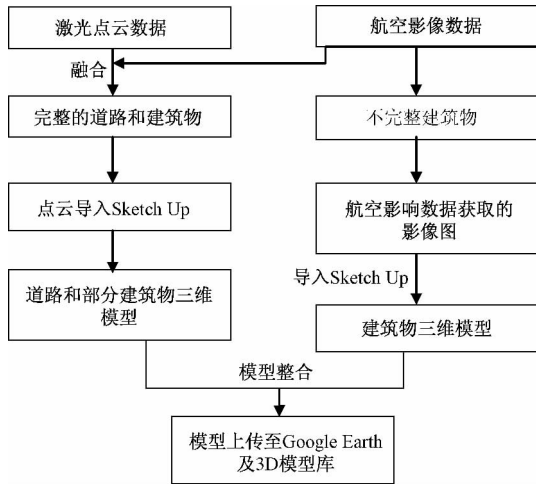 激光点云数据
航空影像数据
融合
完整的道路和建筑物
不完整建筑物
点云导入Sketch Up
航空影响数据获取的
影像图
导入Sketch Up
道路和部分建筑物三维
模型
建筑物三维模型
模型整合
模型上传至Google Earth
及3D模型库